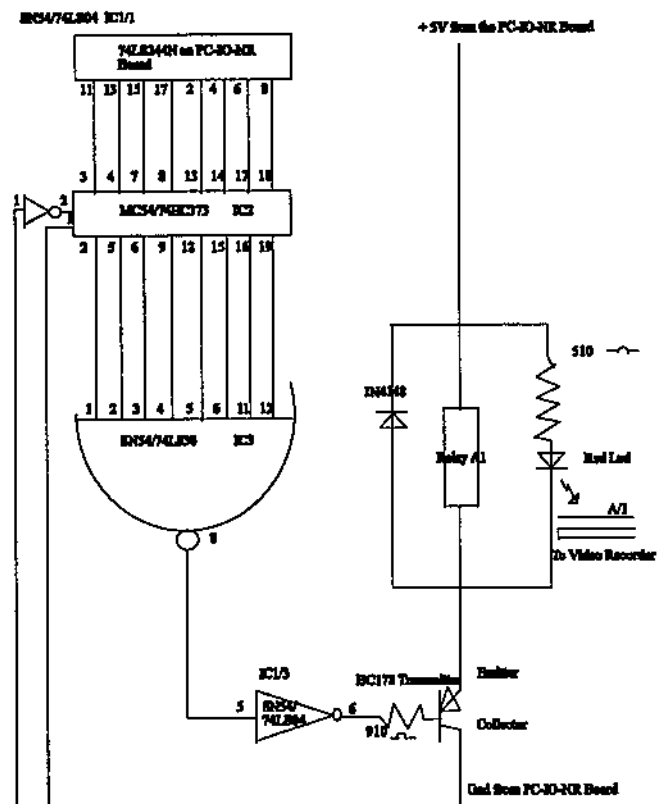 SN54/74LS04 IC1/1
+ 5V from the PC-IO-NR Board
74LS244N on PC-IO-NR
Board
11 13 15 17 2 4 6 8
3 4 7 8 13 14 17 18
1 2
MC54/74HC373 IC2
2 5 6 9 12 15 16 19
510
1N4148
1 2 3 4 5 6 11 12
SN54/74LS30 IC3
Relay A1
Red Led
A/1
To Video Recorder
8
IC1/3
BC178 Transmitter
Emitter
5
SN54/
74LS04
6
910
Collector
Gnd from PC-IO-NR Board